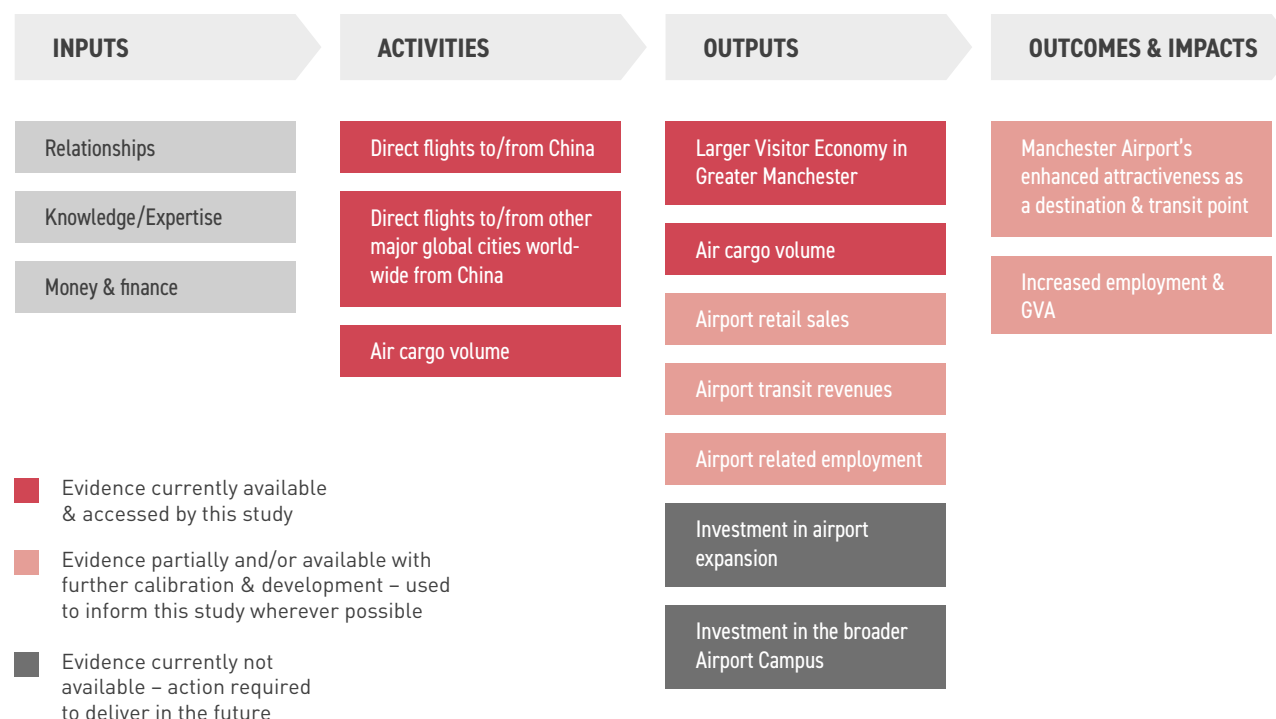 INPUTS
ACTIVITIES
OUTPUTS
OUTCOMES & IMPACTS
Relationships
Knowledge/Expertise
Money & finance
Direct flights to/from China
Direct flights to/from other
major global cities world-
wide from China
Air cargo volume
Larger Visitor Economy in
Greater Manchester
Air cargo volume
Airport retail sales
Airport transit revenues
Airport related employment
Investment in airport
expansion
Investment in the broader
Airport Campus
Manchester Airport's
enhanced attractiveness as
a destination & transit point
Increased employment &
GVA
Evidence currently available
& accessed by this study
Evidence partially and/or available with
further calibration & development – used
to inform this study wherever possible
Evidence currently not
available – action required
to deliver in the future